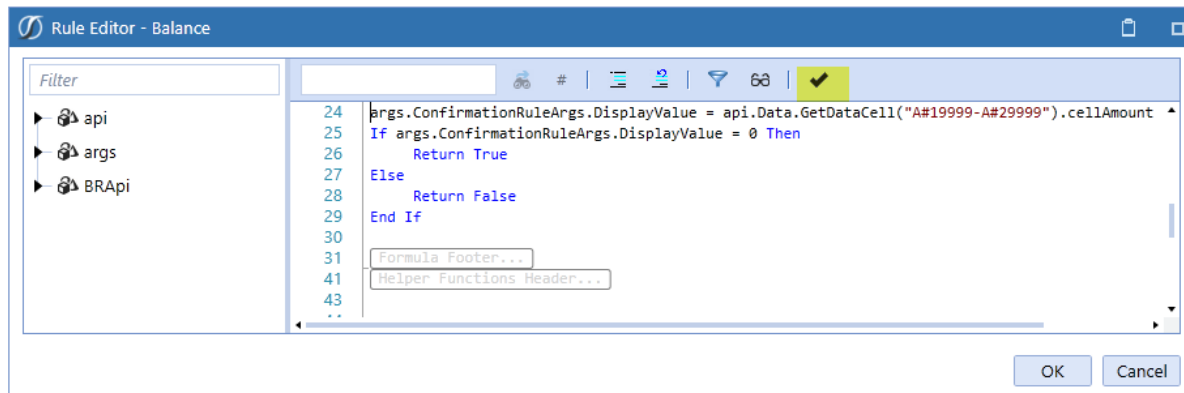 Rule Editor - Balance
Filter
api
args
BRApi
#
24 args.ConfirmationRuleArgs.DisplayValue = api.Data.GetDataCell("A#19999-A#29999").cellAmount
25 If args.ConfirmationRuleArgs.DisplayValue = 0 Then
26 Return True
27 Else
28 Return False
29 End If
30
31 Formula Footer...
41 Helper Functions Header...
43
OK Cancel